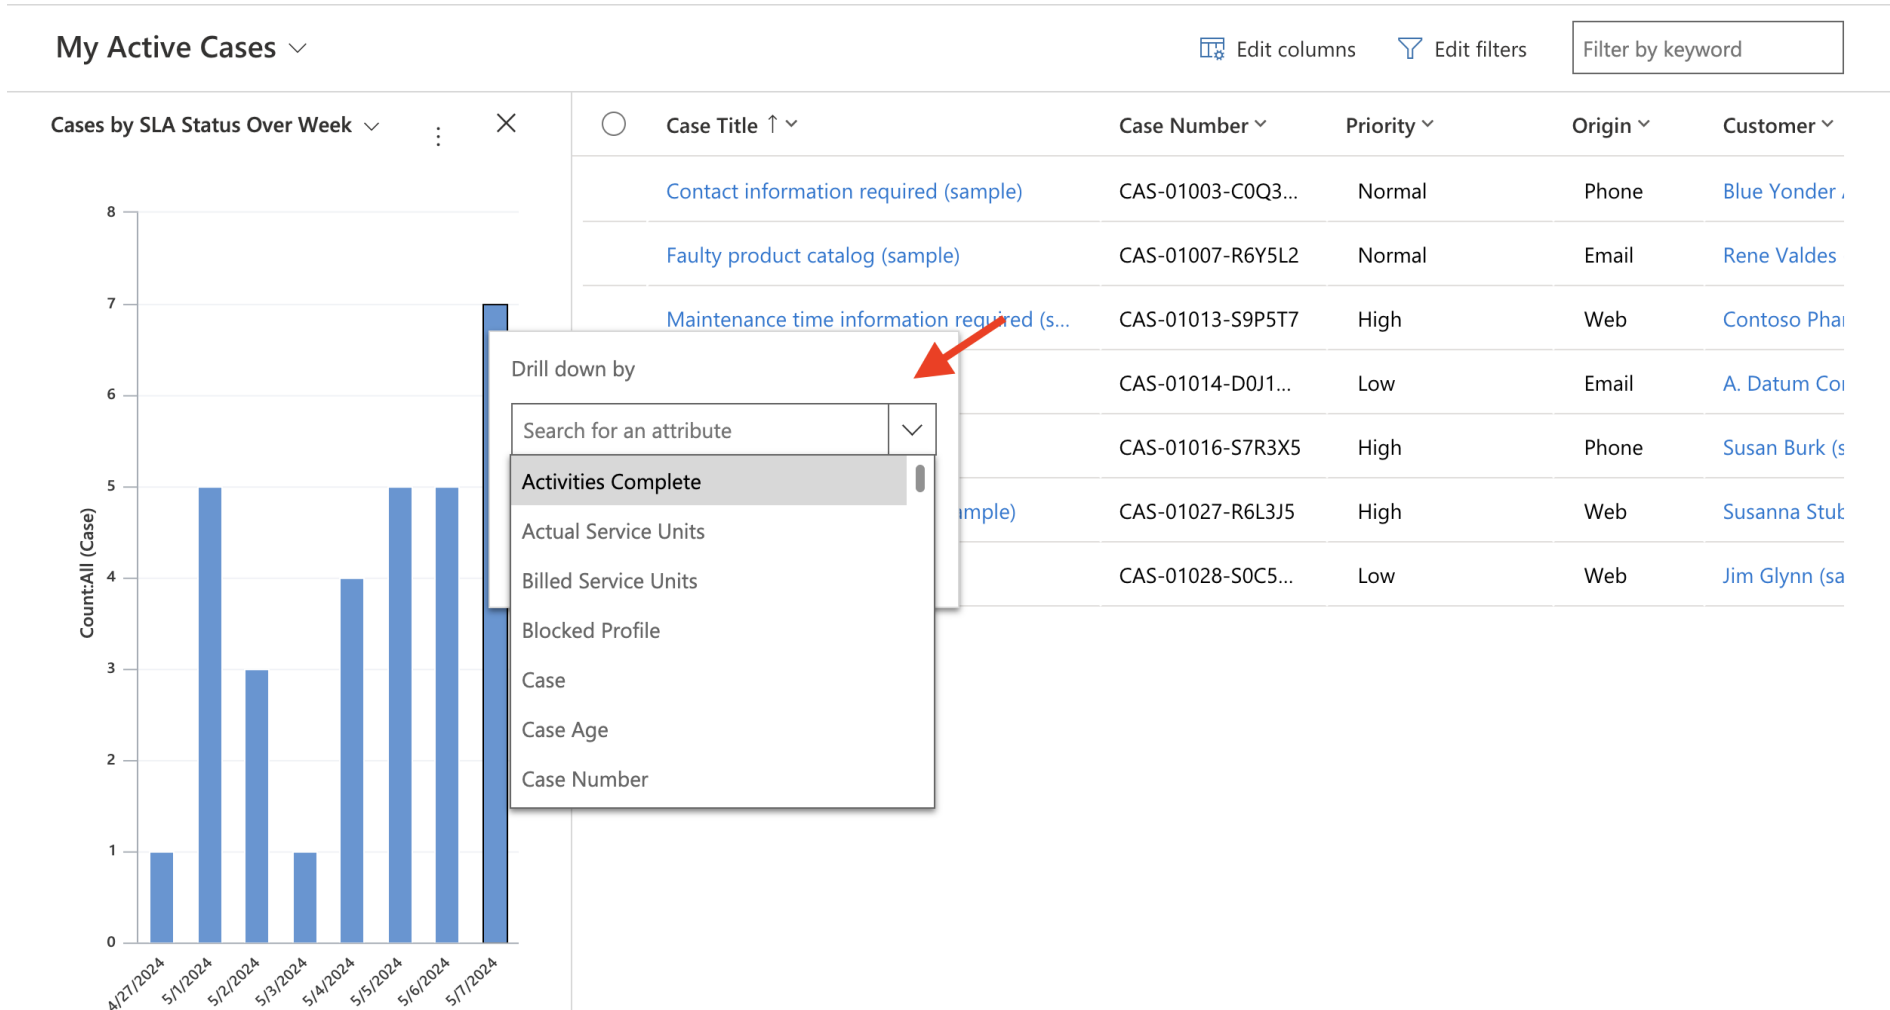 My Active Cases
Edit columns
Edit filters
Filter by keyword
Cases by SLA Status Over Week
Case Title ↑
Case Number
Priority
Origin
Customer
Contact information required (sample) CAS-01003-C0Q3... Normal Phone Blue Yonder
Faulty product catalog (sample) CAS-01007-R6Y5L2 Normal Email Rene Valdes
Maintenance time information required (s... CAS-01013-S9P5T7 High Web Contoso
CAS-01014-D0J1... Low Email A. Datum
CAS-01016-S7R3X5 High Phone Susan Burk
CAS-01027-R6L3J5 High Web Susanna
CAS-01028-S0C5... Low Web Jim Glynn
Drill down by
Search for an attribute
Activities Complete
Actual Service Units
Billed Service Units
Blocked Profile
Case
Case Age
Case Number
Count:All (Case)
8
7
6
5
4
3
2
1
0
4/27/2024
5/1/2024
5/2/2024
5/3/2024
5/4/2024
5/5/2024
5/6/2024
5/7/2024